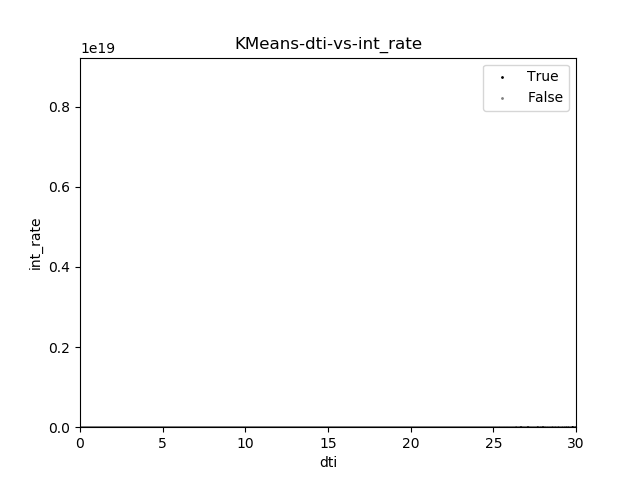 KMeans-dti-vs-int_rate
1e19
True
False
0.8
0.6
0.4
0.2
0.0
int_rate
0 5 10 15 20 25 30
dti